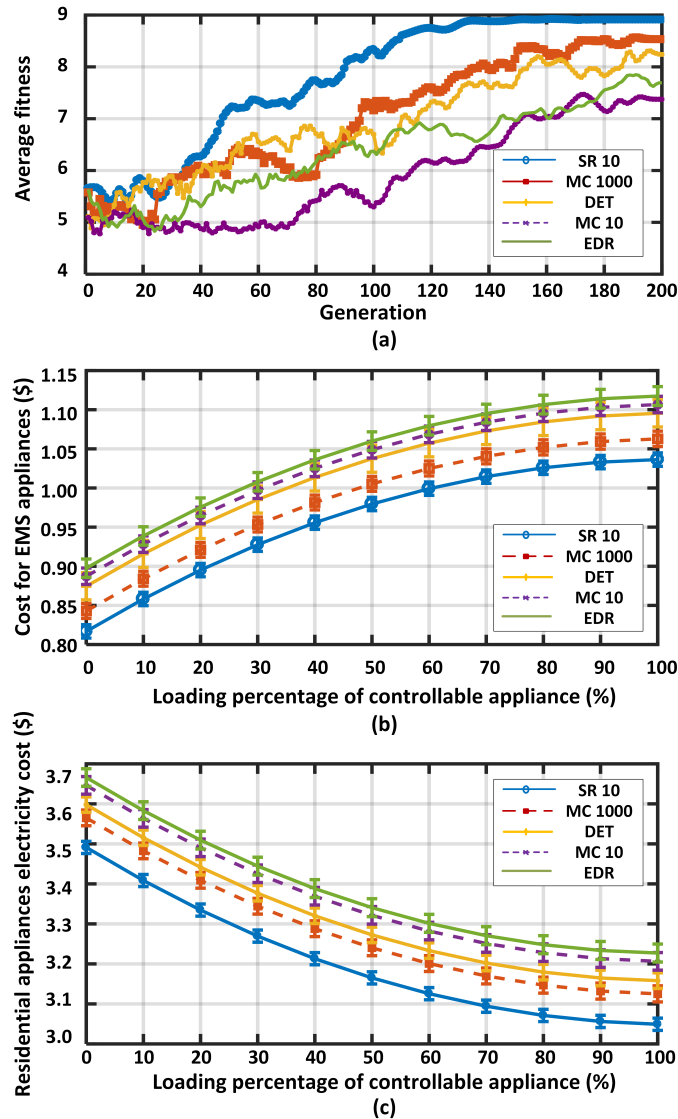 9
8
7
6
5
4
Average fitness
SR 10
MC 1000
DET
MC 10
EDR
0 20 40 60 80 100 120 140 160 180 200
Generation
(a)
1.15
1.10
1.05
1.00
0.95
0.90
0.85
0.80
Cost for EMS appliances ($)
SR 10
MC 1000
DET
MC 10
EDR
0 10 20 30 40 50 60 70 80 90 100
Loading percentage of controllable appliance (%)
(b)
3.7
3.6
3.5
3.4
3.3
3.2
3.1
3.0
Residential appliances electricity cost ($)
SR 10
MC 1000
DET
MC 10
EDR
0 10 20 30 40 50 60 70 80 90 100
Loading percentage of controllable appliance (%)
(c)